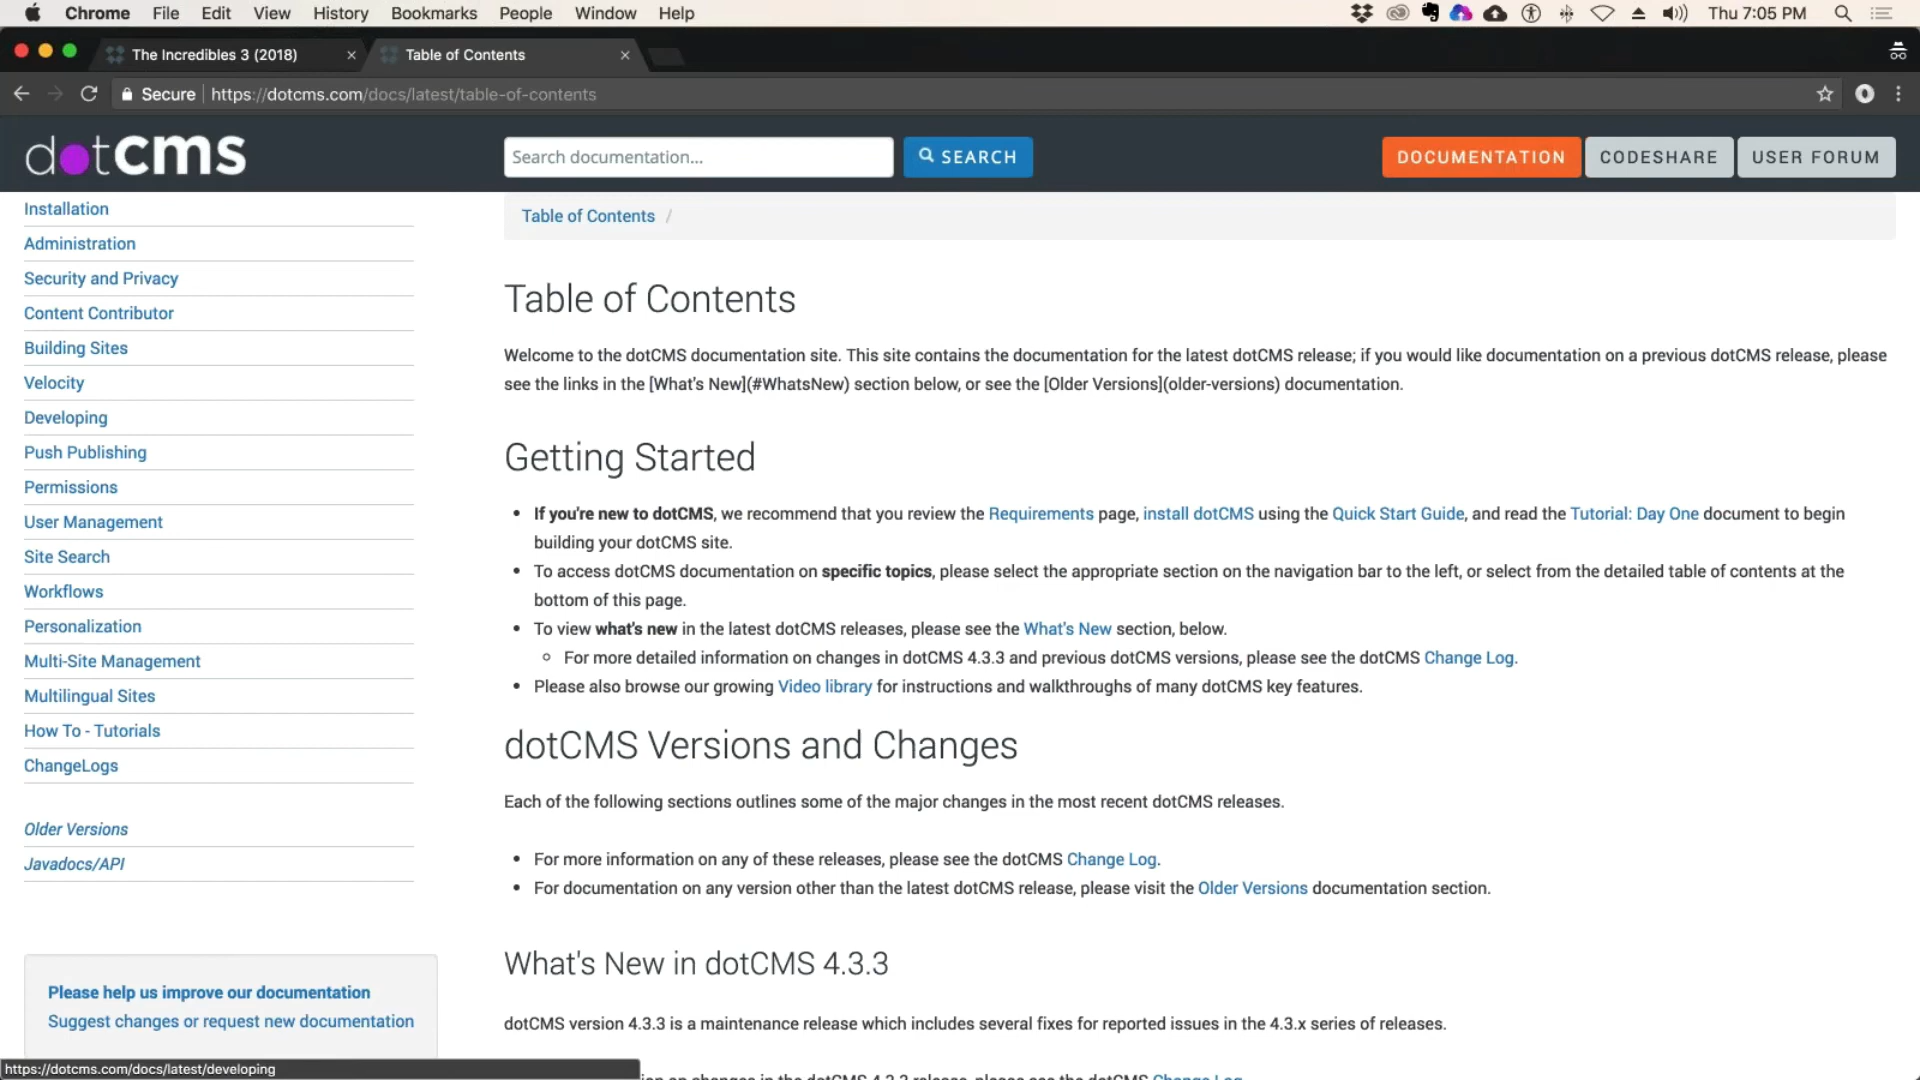 Chrome File Edit View History Bookmarks People Window Help Thu 7:05 PM
The Incredibles 3 (2018) Table of Contents
Secure https://dotcms.com/docs/latest/table-of-contents
dotCMS Search documentation... SEARCH DOCUMENTATION CODESHARE USER FORUM
Installation
Administration
Security and Privacy
Content Contributor
Building Sites
Velocity
Developing
Push Publishing
Permissions
User Management
Site Search
Workflows
Personalization
Multi-Site Management
Multilingual Sites
How To - Tutorials
ChangeLogs
Older Versions
Javadocs/API
Please help us improve our documentation
Suggest changes or request new documentation
Table of Contents /
Table of Contents
Welcome to the dotCMS documentation site. This site contains the documentation for the latest dotCMS release; if you would like documentation on a previous dotCMS release, please
see the links in the [What's New](#WhatsNew) section below, or see the [Older Versions](older-versions) documentation.
Getting Started
• If you're new to dotCMS, we recommend that you review the Requirements page, install dotCMS using the Quick Start Guide, and read the Tutorial: Day One document to begin
building your dotCMS site.
• To access dotCMS documentation on specific topics, please select the appropriate section on the navigation bar to the left, or select from the detailed table of contents at the
bottom of this page.
• To view what's new in the latest dotCMS releases, please see the What's New section, below.
◦ For more detailed information on changes in dotCMS 4.3.3 and previous dotCMS versions, please see the dotCMS Change Log.
• Please also browse our growing Video library for instructions and walkthroughs of many dotCMS key features.
dotCMS Versions and Changes
Each of the following sections outlines some of the major changes in the most recent dotCMS releases.
• For more information on any of these releases, please see the dotCMS Change Log.
• For documentation on any version other than the latest dotCMS release, please visit the Older Versions documentation section.
What's New in dotCMS 4.3.3
dotCMS version 4.3.3 is a maintenance release which includes several fixes for reported issues in the 4.3.x series of releases.
on changes in the dotCMS 4.3.3 release, please see the dotCMS Change Log
https://dotcms.com/docs/latest/developing